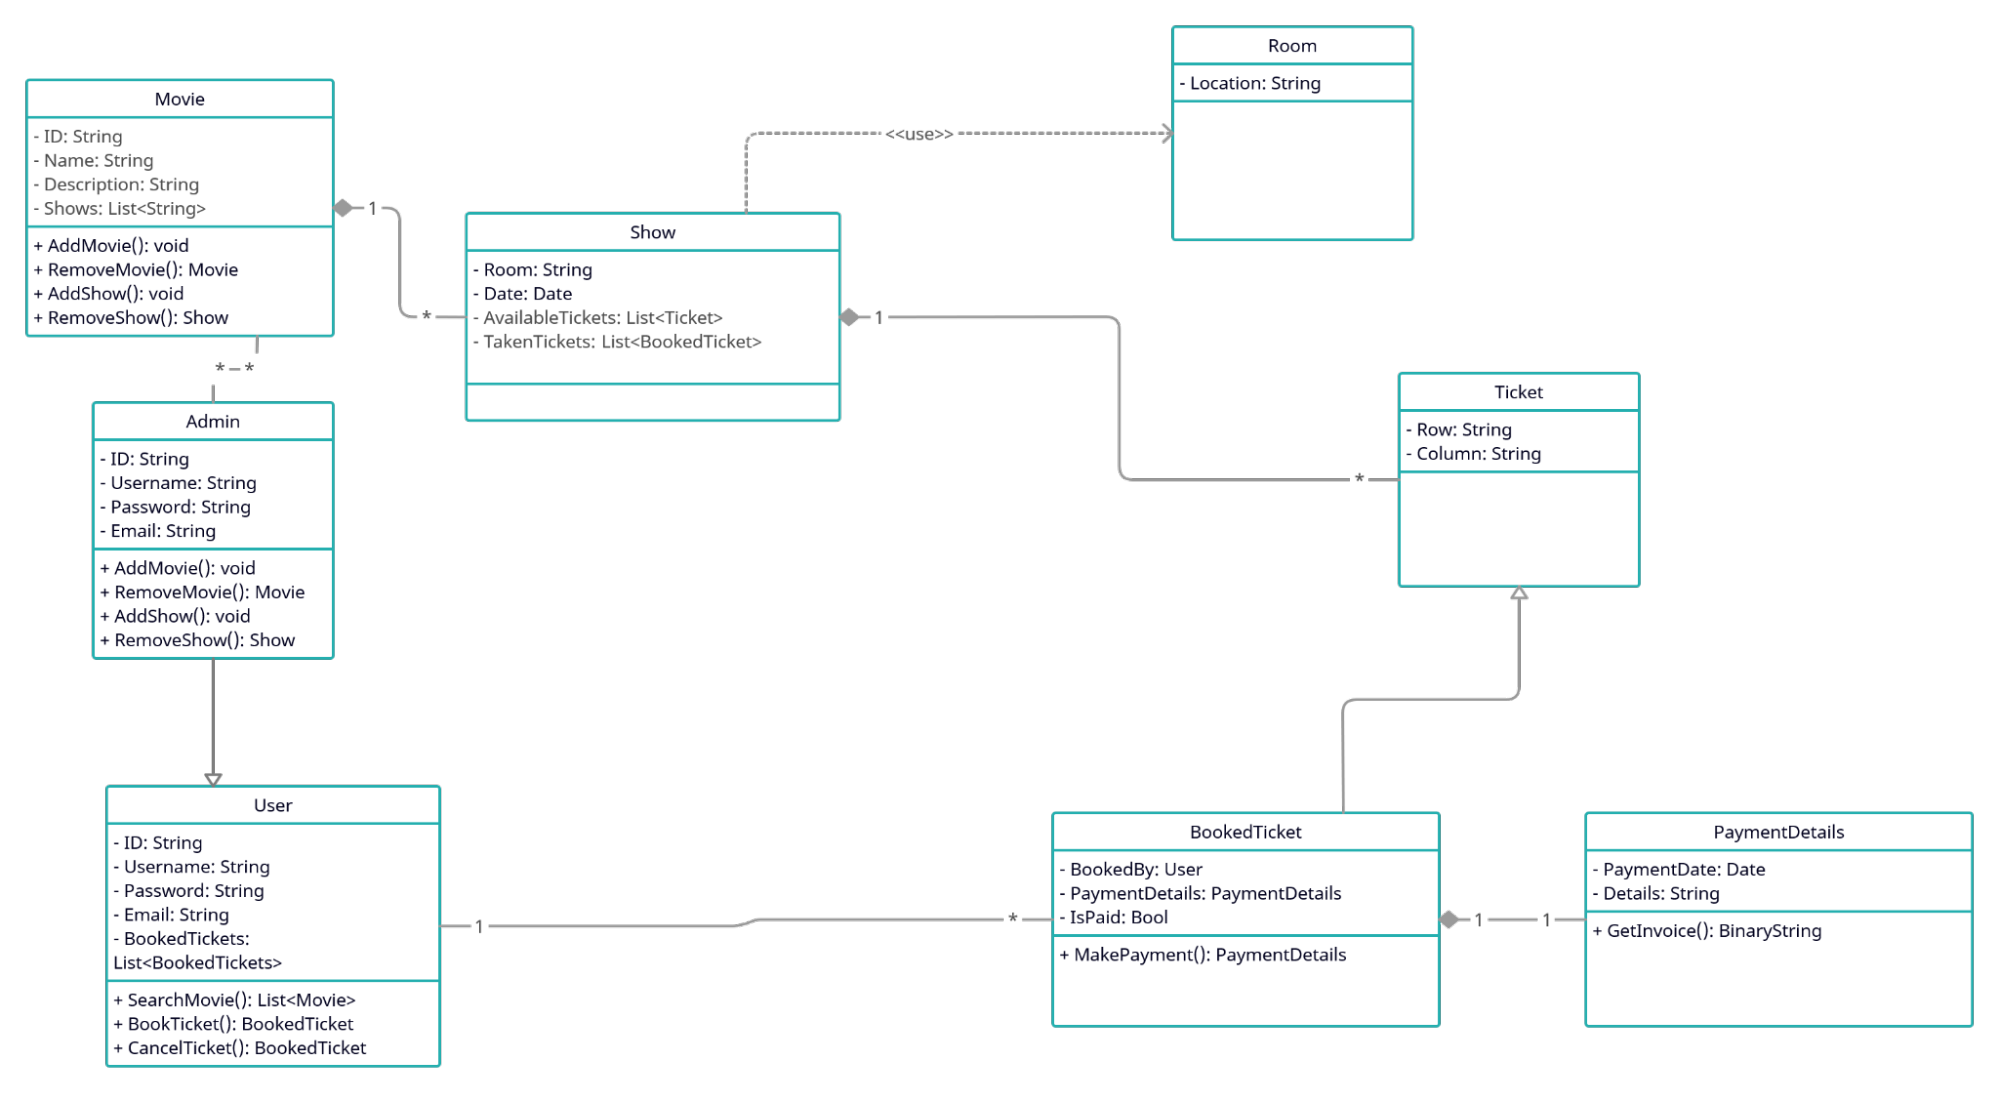 Room
- Location: String
Movie
- ID: String
- Name: String
- Description: String
- Shows: List<String>
+ AddMovie(): void
+ RemoveMovie(): Movie
+ AddShow(): void
+ RemoveShow(): Show
1
*
<<use>>
Show
- Room: String
- Date: Date
- AvailableTickets: List<Ticket>
- TakenTickets: List<BookedTicket>
1
*
* *
Admin
- ID: String
- Username: String
- Password: String
- Email: String
+ AddMovie(): void
+ RemoveMovie(): Movie
+ AddShow(): void
+ RemoveShow(): Show
Ticket
- Row: String
- Column: String
User
- ID: String
- Username: String
- Password: String
- Email: String
- BookedTickets:
List<BookedTickets>
+ SearchMovie(): List<Movie>
+ BookTicket(): BookedTicket
+ CancelTicket(): BookedTicket
1
*
BookedTicket
- BookedBy: User
- PaymentDetails: PaymentDetails
- IsPaid: Bool
+ MakePayment(): PaymentDetails
1
1
PaymentDetails
- PaymentDate: Date
- Details: String
+ GetInvoice(): BinaryString